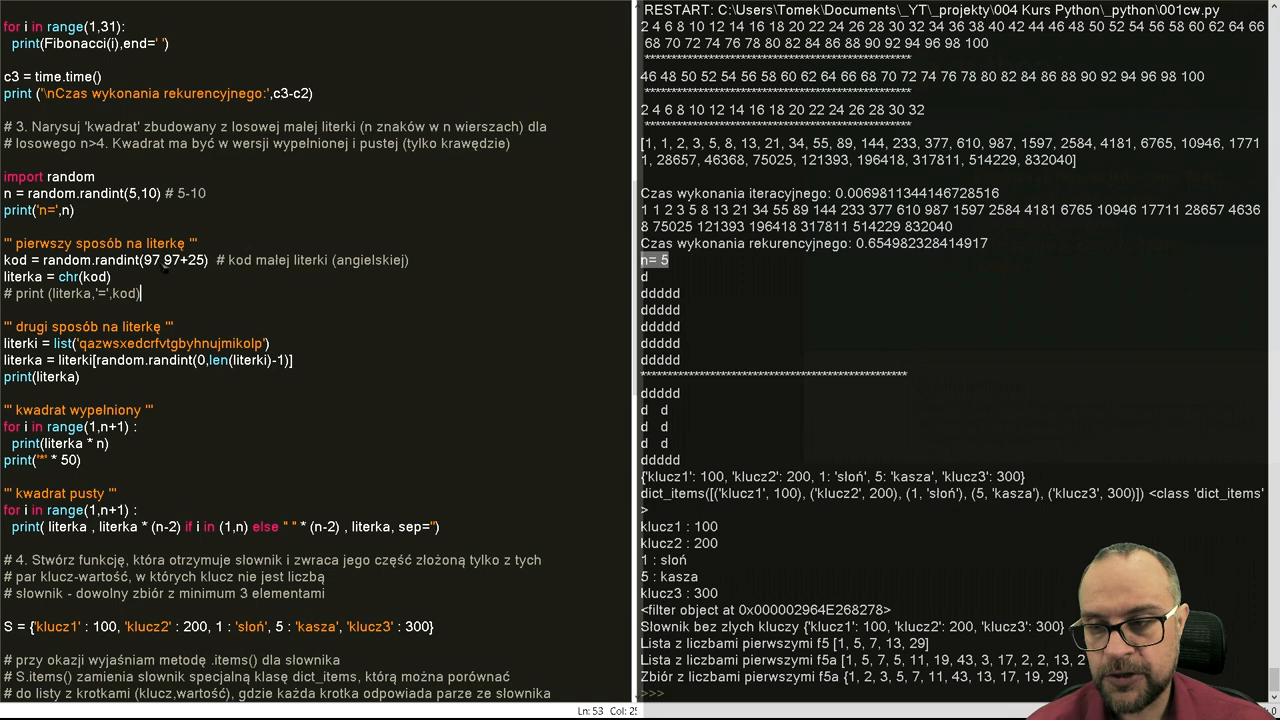 for i in range(1,31):
print(Fibonacci(i),end=' ')
c3 = time.time()
print ('\nCzas wykonania rekurencyjnego:',c3-c2)
# 3. Narysuj 'kwadrat' zbudowany z losowej małej literki (n znaków w n wierszach) dla
# losowego n>4. Kwadrat ma być w wersji wypełnionej i pustej (tylko krawędzie)
import random
n = random.randint(5,10) # 5-10
print('n=',n)
''' pierwszy sposób na literkę '''
kod = random.randint(97,97+25)  # kod małej literki (angielskiej)
literka = chr(kod)
# print (literka,'=',kod)
''' drugi sposób na literkę '''
literki = list('qazwsxedcrfvtgbyhnujmikolp')
literka = literki[random.randint(0,len(literki)-1)]
print(literka)
''' kwadrat wypełniony '''
for i in range(1,n+1) :
print(literka * n)
print('*' * 50)
''' kwadrat pusty '''
for i in range(1,n+1) :
print( literka , literka * (n-2) if i in (1,n) else " " * (n-2) , literka, sep='')
# 4. Stwórz funkcję, która otrzymuje słownik i zwraca jego część złożoną tylko z tych
# par klucz-wartość, w których klucz nie jest liczbą
# słownik - dowolny zbiór z minimum 3 elementami
S = {'klucz1' : 100, 'klucz2' : 200, 1 : 'słoń', 5 : 'kasza', 'klucz3' : 300}
# przy okazji wyjaśniam metodę .items() dla słownika
# S.items() zamienia słownik specjalną klasę dict_items, którą można porównać
# do listy z krotkami (klucz,wartość), gdzie każda krotka odpowiada parze ze słownika
Ln: 53 Col: 25
RESTART: C:\Users\Tomek\Documents\_YT\_projekty\004 Kurs Python\_python\001cw.py
2 4 6 8 10 12 14 16 18 20 22 24 26 28 30 32 34 36 38 40 42 44 46 48 50 52 54 56 58 60 62 64 66
68 70 72 74 76 78 80 82 84 86 88 90 92 94 96 98 100
**************************************************
46 48 50 52 54 56 58 60 62 64 66 68 70 72 74 76 78 80 82 84 86 88 90 92 94 96 98 100
**************************************************
2 4 6 8 10 12 14 16 18 20 22 24 26 28 30 32
**************************************************
[1, 1, 2, 3, 5, 8, 13, 21, 34, 55, 89, 144, 233, 377, 610, 987, 1597, 2584, 4181, 6765, 10946, 1771
1, 28657, 46368, 75025, 121393, 196418, 317811, 514229, 832040]
Czas wykonania iteracyjnego: 0.0069811344146728516
1 1 2 3 5 8 13 21 34 55 89 144 233 377 610 987 1597 2584 4181 6765 10946 17711 28657 4636
8 75025 121393 196418 317811 514229 832040
Czas wykonania rekurencyjnego: 0.654982328414917
n= 5
d
ddddd
ddddd
ddddd
ddddd
ddddd
**************************************************
ddddd
d   d
d   d
d   d
ddddd
{'klucz1': 100, 'klucz2': 200, 1: 'słoń', 5: 'kasza', 'klucz3': 300}
dict_items([('klucz1', 100), ('klucz2', 200), (1, 'słoń'), (5, 'kasza'), ('klucz3', 300)]) <class 'dict_items'
>
klucz1 : 100
klucz2 : 200
1 : słoń
5 : kasza
klucz3 : 300
<filter object at 0x000002964E268278>
Słownik bez złych kluczy {'klucz1': 100, 'klucz2': 200, 'klucz3': 300}
Lista z liczbami pierwszymi f5 [1, 5, 7, 13, 29]
Lista z liczbami pierwszymi f5a [1, 5, 7, 5, 11, 19, 43, 3, 17, 2, 2, 13, 2
Zbiór z liczbami pierwszymi f5a {1, 2, 3, 5, 7, 11, 43, 13, 17, 19, 29}
>>>